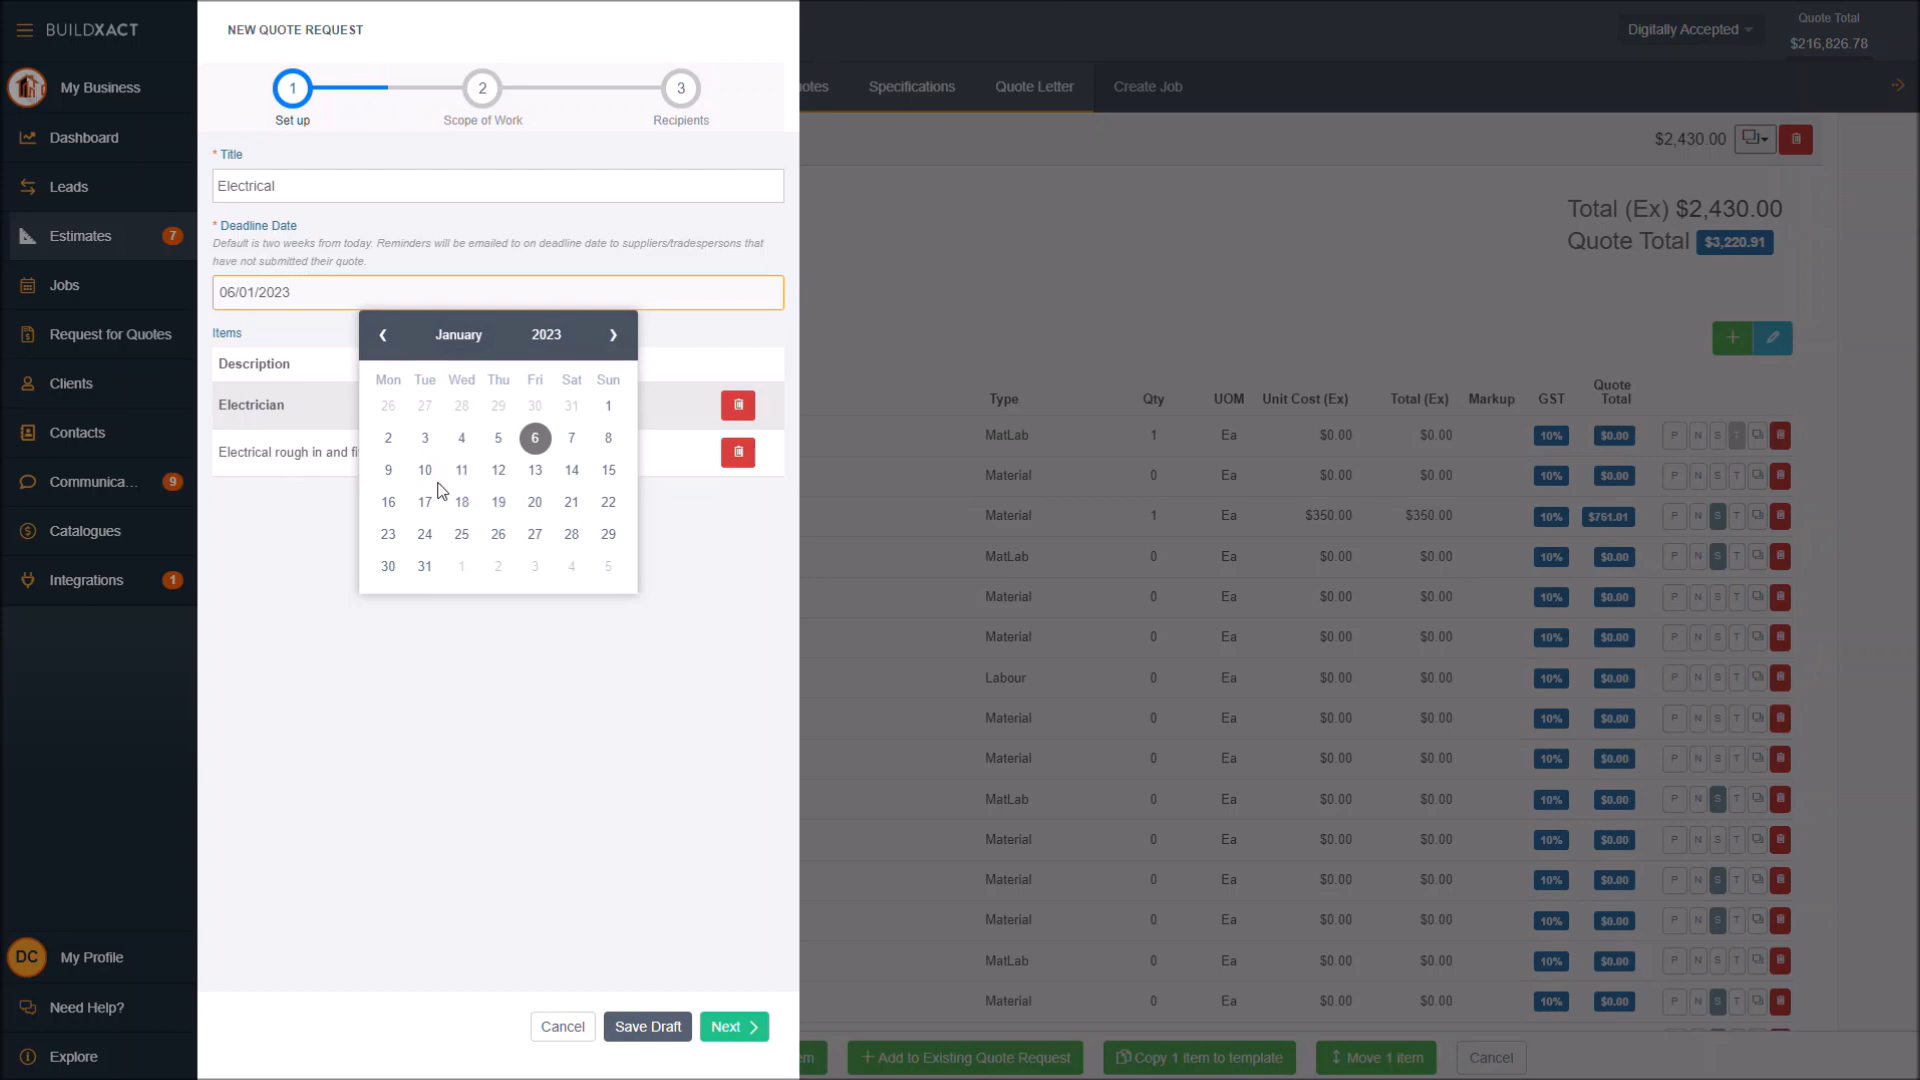 BUILDXACT
My Business
Dashboard
Leads
Estimates 7
Jobs
Request for Quotes
Clients
Contacts
Communica... 9
Catalogues
Integrations 1
DC My Profile
Need Help?
Explore
NEW QUOTE REQUEST
1 2 3
Set up Scope of Work Recipients
* Title
Electrical
* Deadline Date
Default is two weeks from today. Reminders will be emailed to on deadline date to suppliers/tradespersons that
have not submitted their quote.
06/01/2023
Items
Description
Electrician
Electrical rough in and fi
January 2023
Mon Tue Wed Thu Fri Sat Sun
26 27 28 29 30 31 1
2 3 4 5 6 7 8
9 10 11 12 13 14 15
16 17 18 19 20 21 22
23 24 25 26 27 28 29
30 31 1 2 3 4 5
Cancel Save Draft Next
Digitally Accepted
Quote Total
$216,826.78
otes Specifications Quote Letter Create Job
$2,430.00
Total (Ex) $2,430.00
Quote Total $3,220.91
Type Qty UOM Unit Cost (Ex) Total (Ex) Markup GST Quote Total
MatLab 1 Ea $0.00 $0.00 10% $0.00 P N S T
Material 0 Ea $0.00 $0.00 10% $0.00 P N S T
Material 1 Ea $350.00 $350.00 10% $761.01 P N S T
MatLab 0 Ea $0.00 $0.00 10% $0.00 P N S T
Material 0 Ea $0.00 $0.00 10% $0.00 P N S T
Material 0 Ea $0.00 $0.00 10% $0.00 P N S T
Labour 0 Ea $0.00 $0.00 10% $0.00 P N S T
Material 0 Ea $0.00 $0.00 10% $0.00 P N S T
Material 0 Ea $0.00 $0.00 10% $0.00 P N S T
MatLab 0 Ea $0.00 $0.00 10% $0.00 P N S T
Material 0 Ea $0.00 $0.00 10% $0.00 P N S T
Material 0 Ea $0.00 $0.00 10% $0.00 P N S T
Material 0 Ea $0.00 $0.00 10% $0.00 P N S T
MatLab 0 Ea $0.00 $0.00 10% $0.00 P N S T
Material 0 Ea $0.00 $0.00 10% $0.00 P N S T
em + Add to Existing Quote Request Copy 1 item to template Move 1 item Cancel